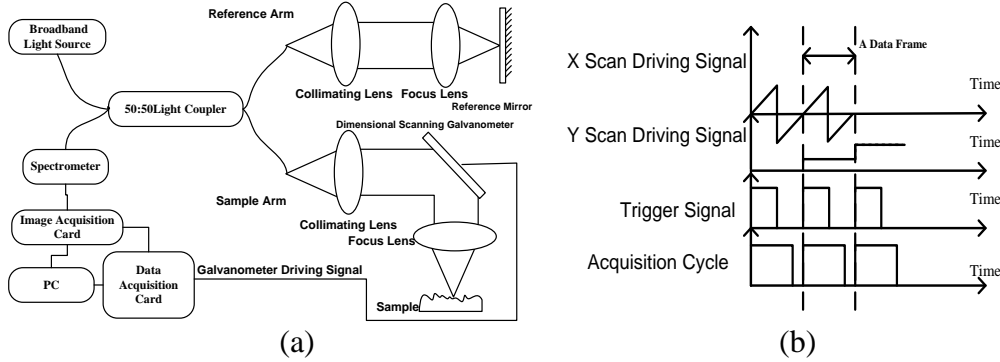 Broadband
Light Source
Reference Arm
50:50Light Coupler
Collimating Lens
Focus Lens
Reference Mirror
Dimensional Scanning Galvanometer
Spectrometer
Sample Arm
Image Acquisition
Card
Collimating Lens
Focus Lens
PC
Data
Acquisition
Card
Galvanometer Driving Signal
Sample
(a)
A Data Frame
X Scan Driving Signal
Time
Y Scan Driving Signal
Time
Trigger Signal
Time
Acquisition Cycle
Time
(b)